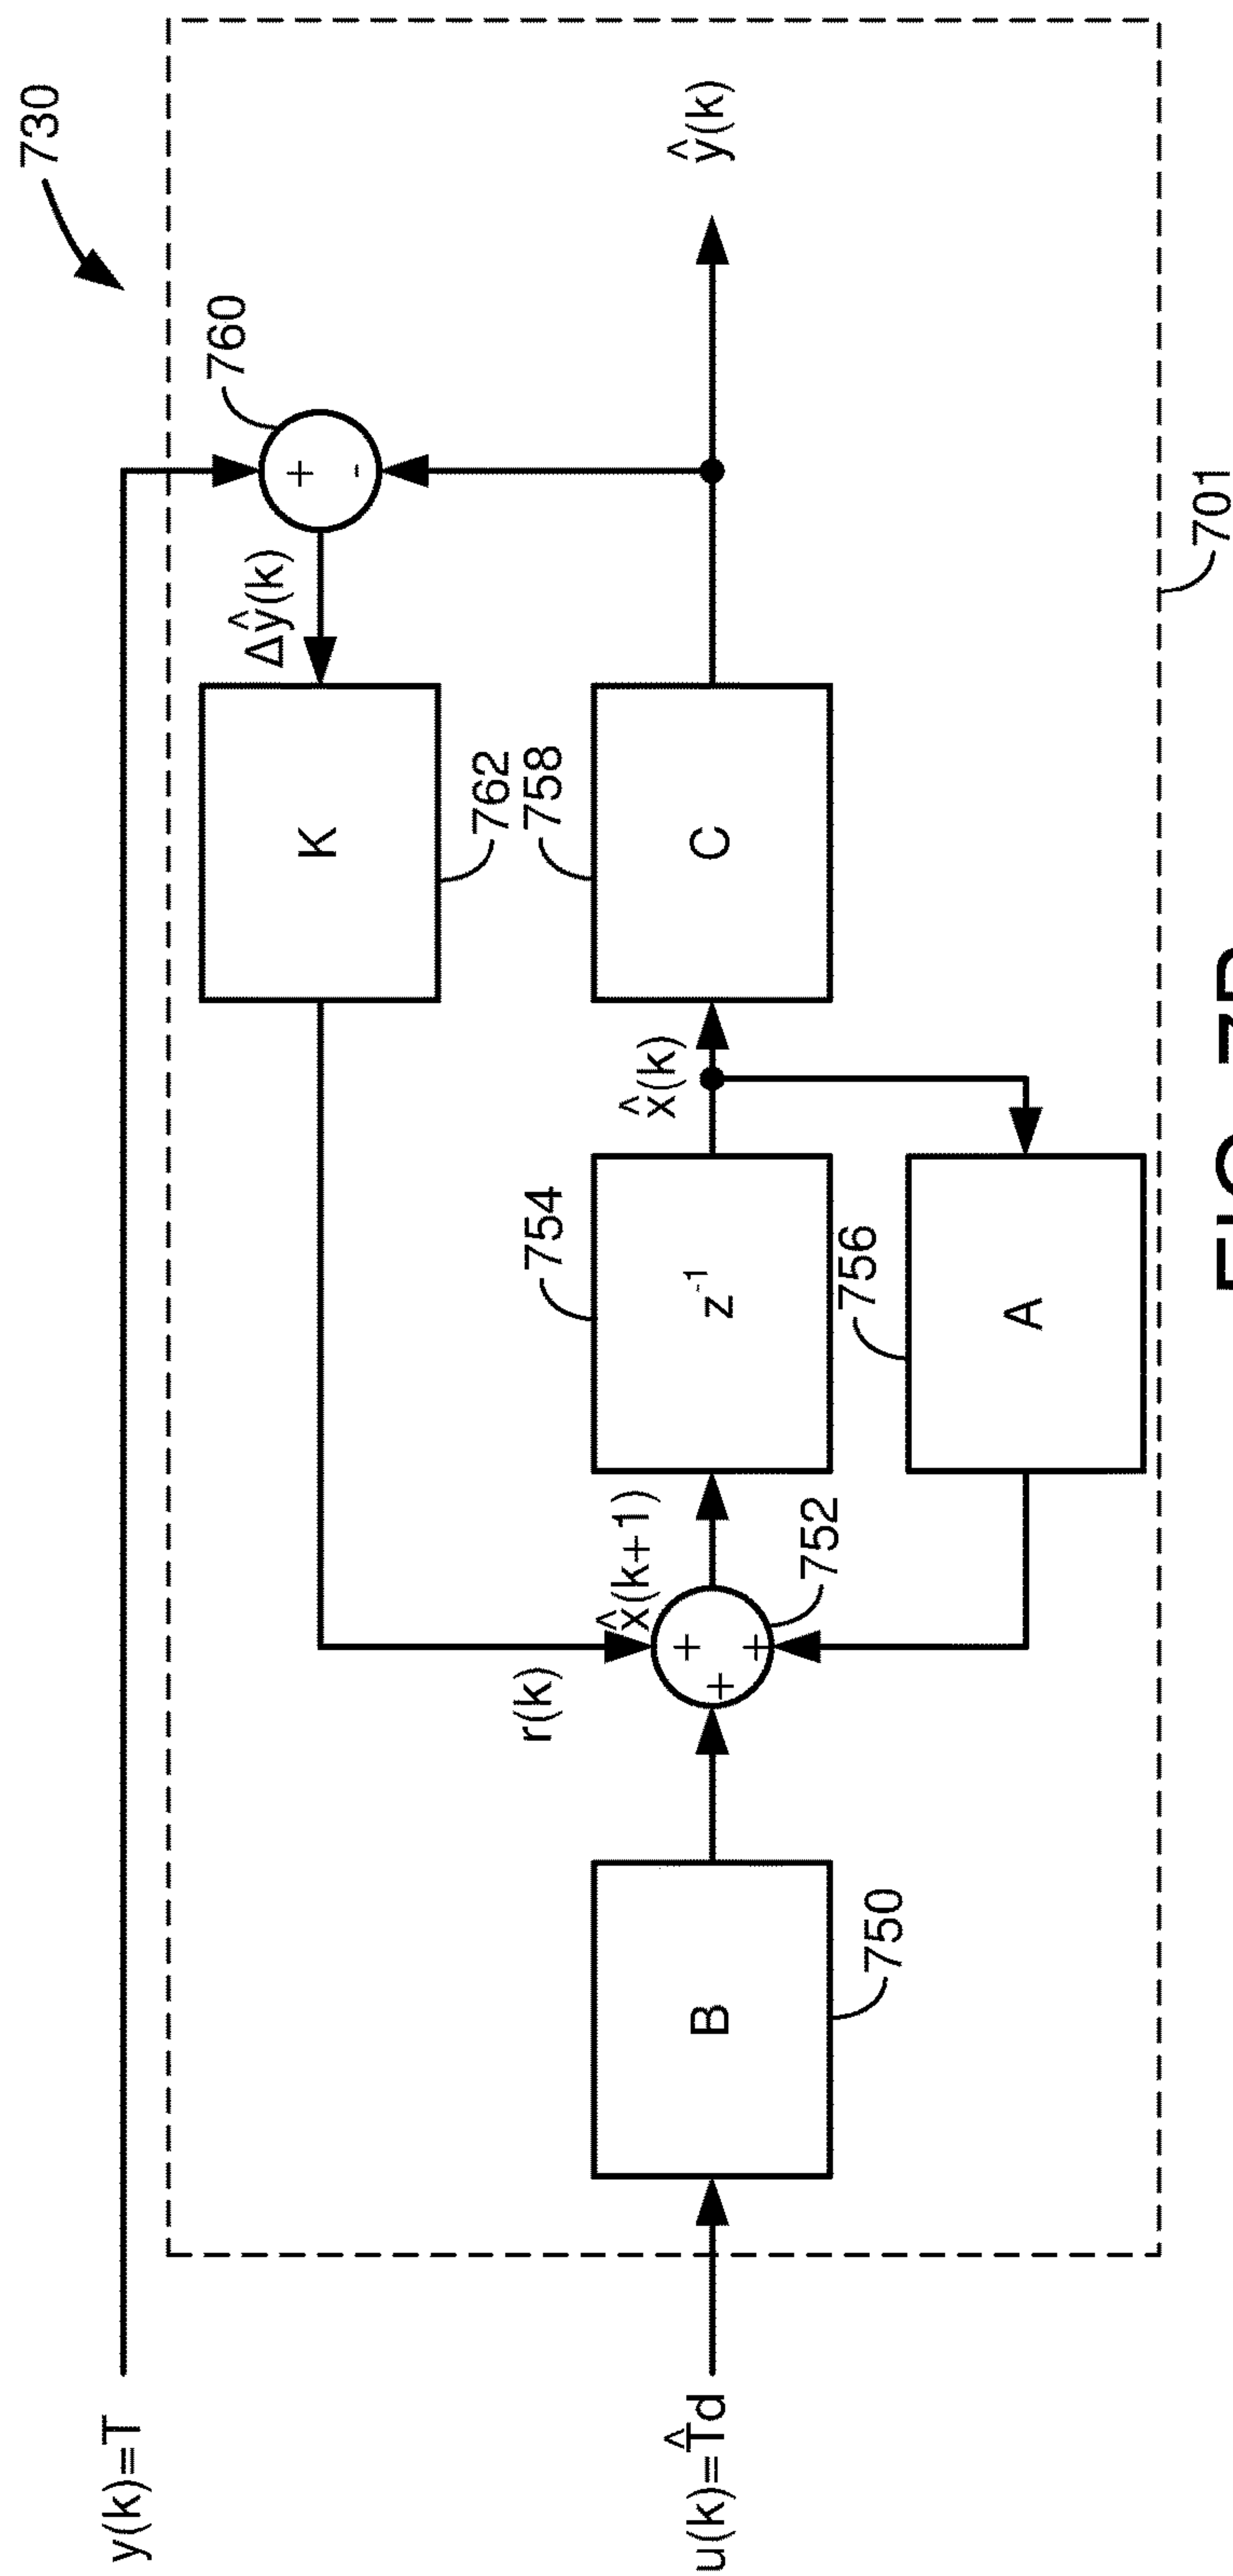 730
y(k)=T
760
Δŷ(k)
K
762
r(k)
758
754
x̂(k+1)
x̂(k)
u(k)=T̂d
B
+
+
+
z⁻¹
C
+
-
ŷ(k)
750
752
756
A
701